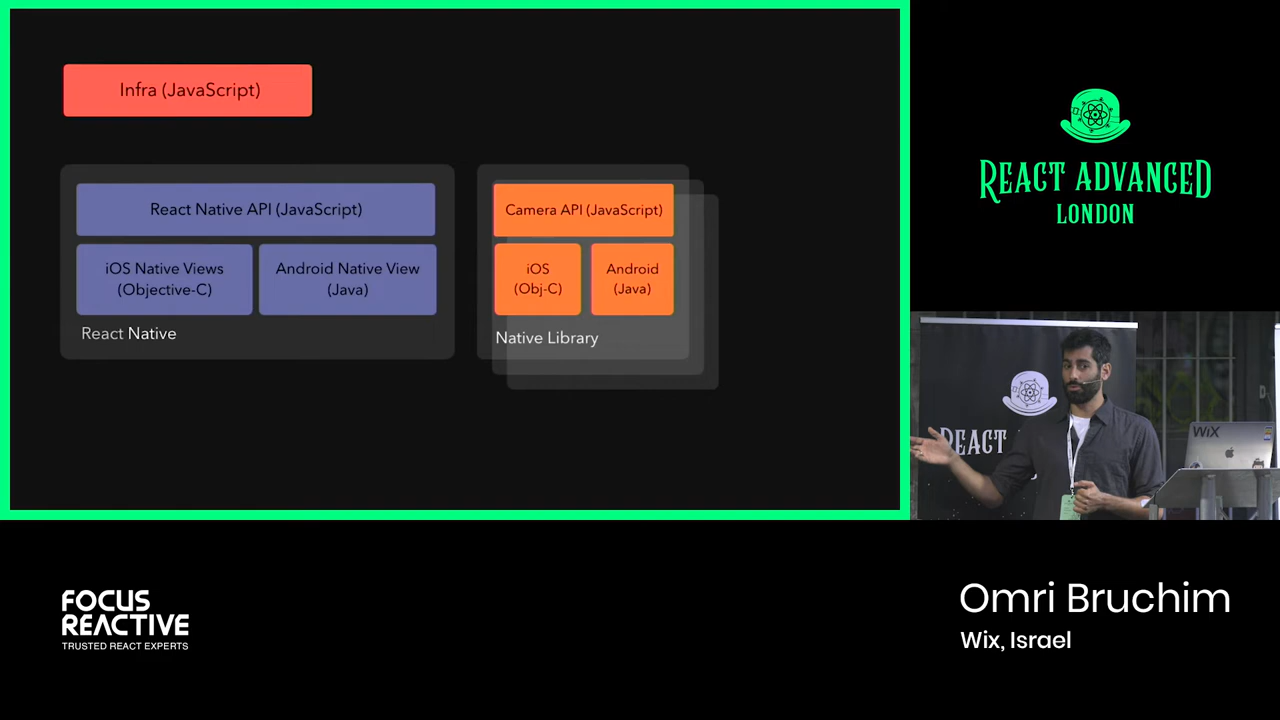 Infra (JavaScript)
React Native API (JavaScript)
iOS Native Views
(Objective-C)
Android Native View
(Java)
React Native
Camera API (JavaScript)
iOS
(Obj-C)
Android
(Java)
Native Library
REACT ADVANCED
LONDON
REACT
WiX
FOCUS
REACTIVE
TRUSTED REACT EXPERTS
Omri Bruchim
Wix, Israel